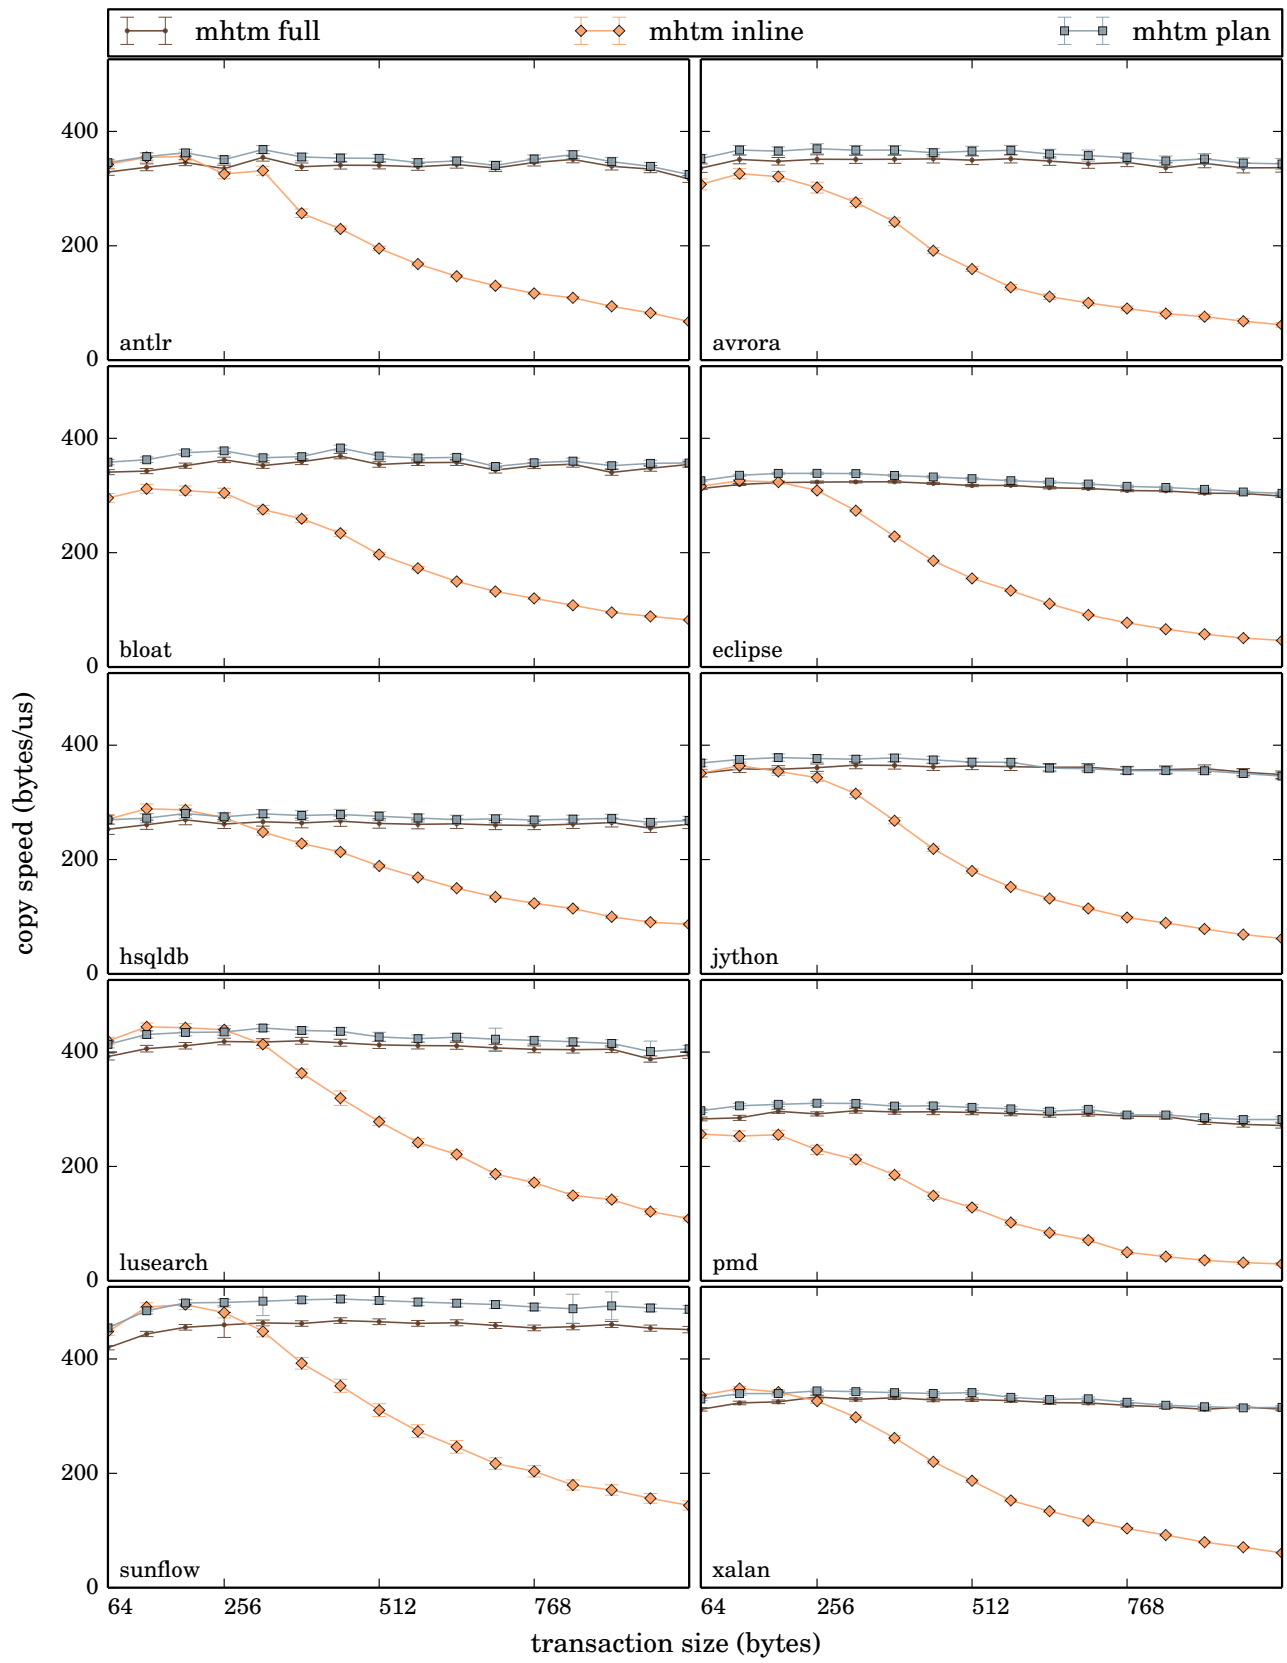 mhtm full mhtm inline mhtm plan
400
200
0
antlr
avrora
400
200
0
bloat
eclipse
copy speed (bytes/us)
400
200
0
hsqldb
jython
400
200
0
lusearch
pmd
400
200
0
sunflow
xalan
64 256 512 768 64 256 512 768
transaction size (bytes)